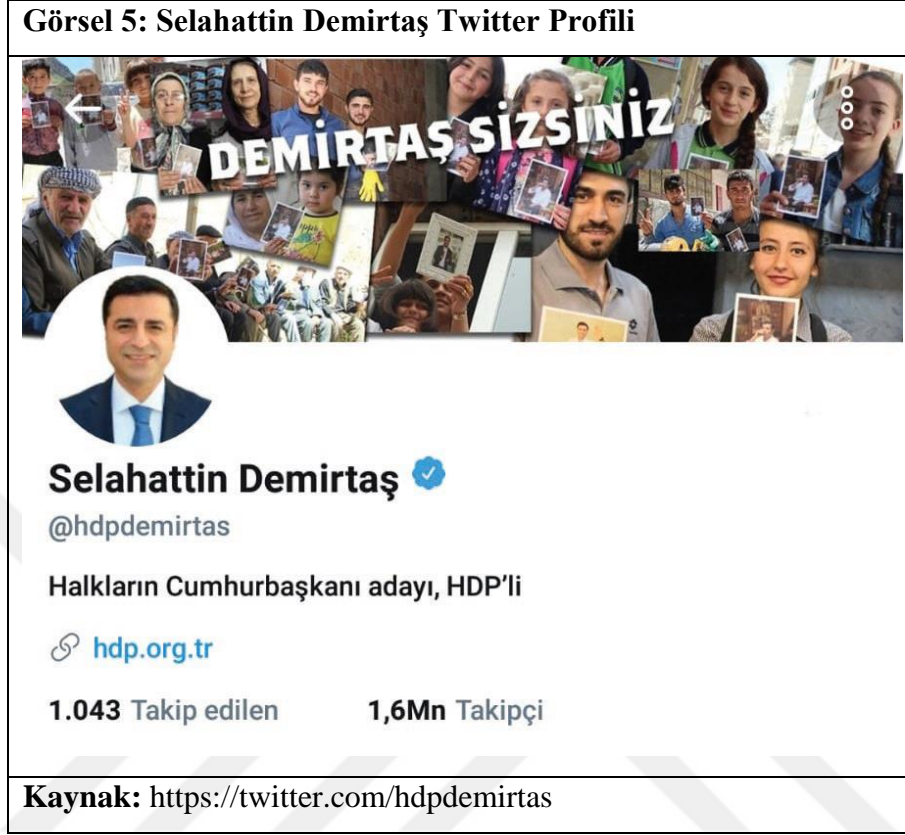 Görsel 5: Selahattin Demirtaş Twitter Profili
DEMİRTAŞ SİZSİNİZ
Selahattin Demirtaş
@hdpdemirtas
Halkların Cumhurbaşkanı adayı, HDP’li
hdp.org.tr
1.043 Takip edilen 1,6Mn Takipçi
Kaynak: https://twitter.com/hdpdemirtas